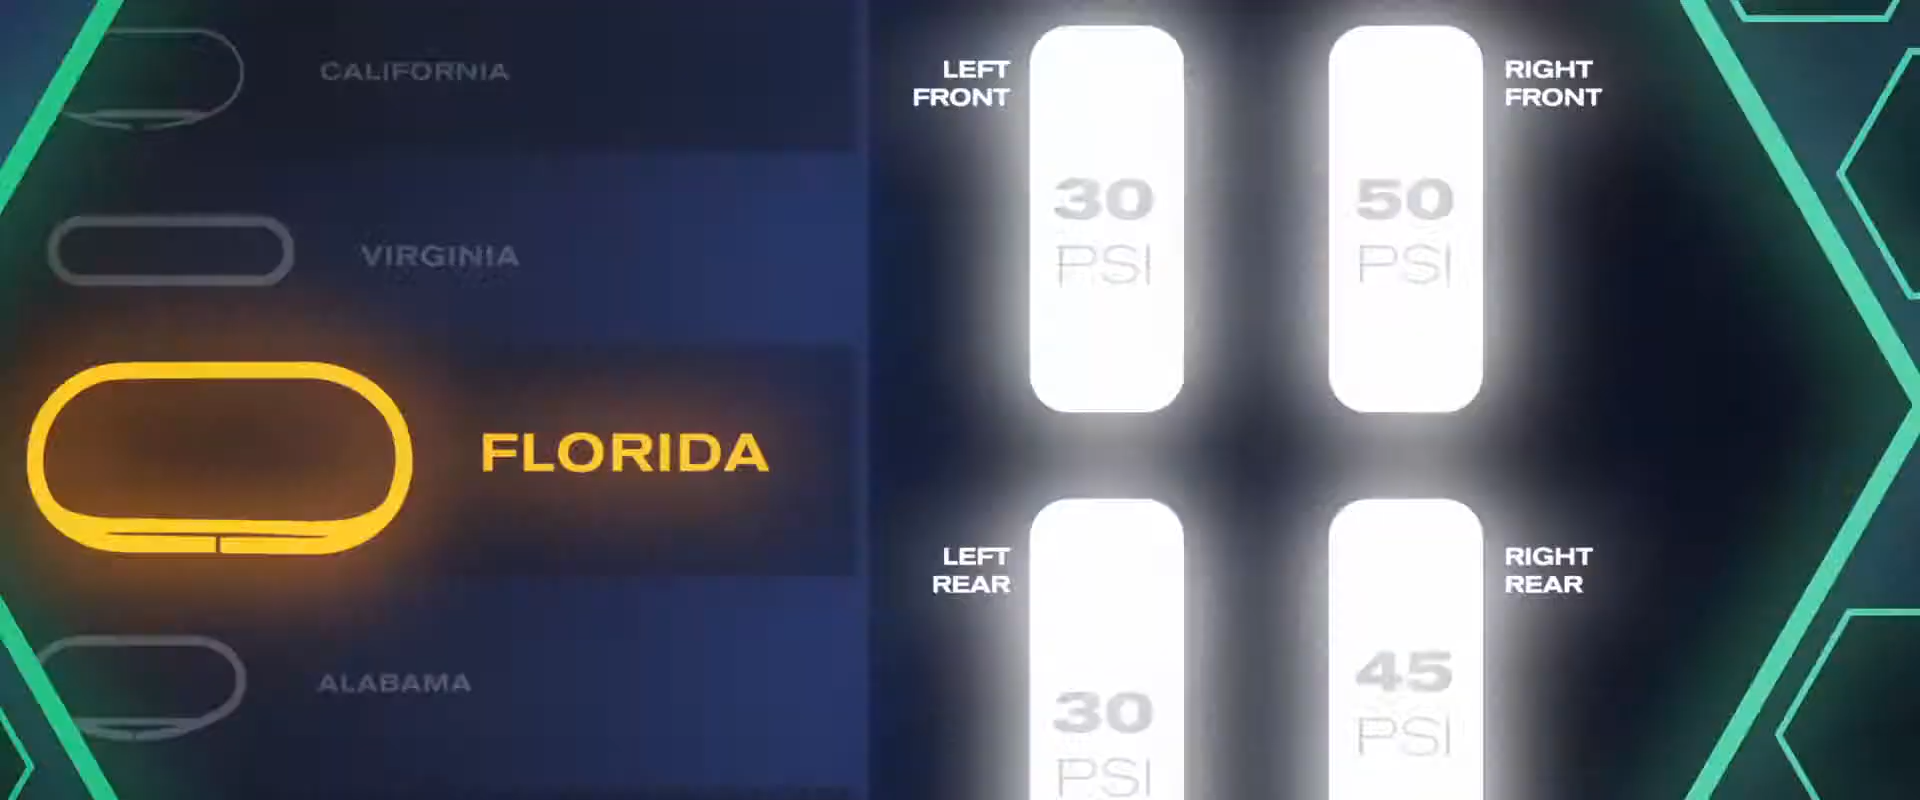 CALIFORNIA
VIRGINIA
FLORIDA
ALABAMA
LEFT
FRONT
30
PSI
50
PSI
RIGHT
FRONT
LEFT
REAR
30
PSI
45
PSI
RIGHT
REAR